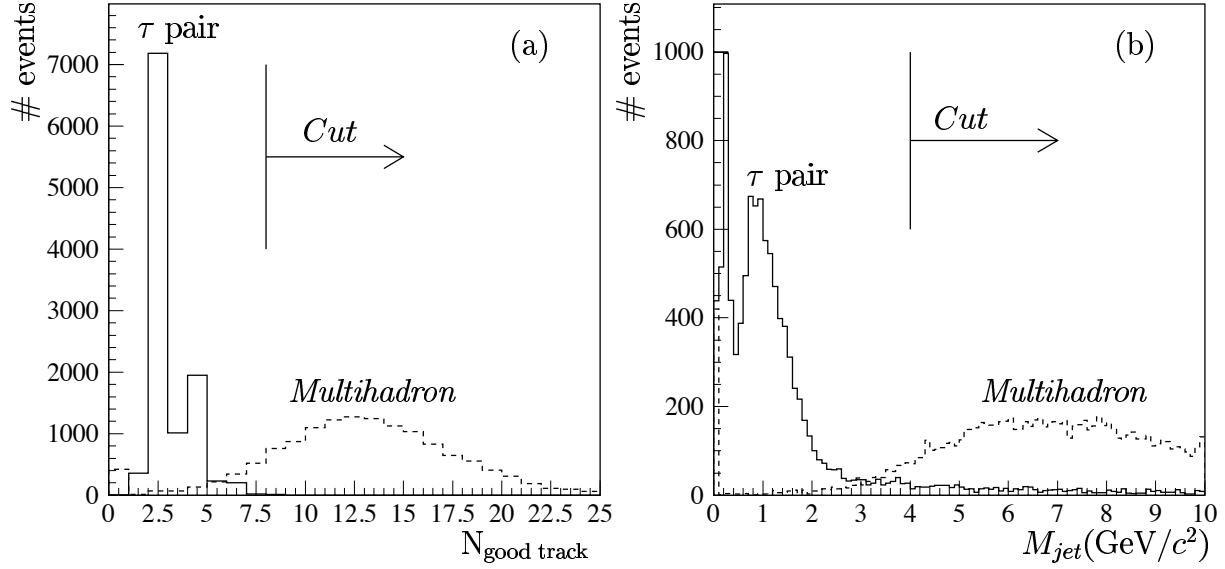 # events
τ pair
(a)
7000
6000
5000
4000
3000
2000
1000
0
Cut
Multihadron
0 2.5 5 7.5 10 12.5 15 17.5 20 22.5 25
N good track
# events
(b)
1000
800
600
400
200
0
Cut
τ pair
Multihadron
0 1 2 3 4 5 6 7 8 9 10
M_jet(GeV/c²)